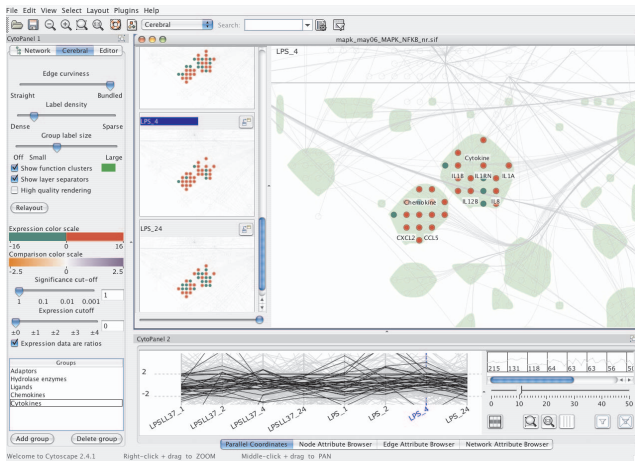 File Edit View Select Layout Plugins Help
Cerebral
Search:
CytoPanel 1
mapk_may06_MAPK_NFKB_nr.sif
Network Cerebral Editor
LPS_4
Edge curviness
Straight Bundled
Label density
Dense Sparse
Group label size
Off Small Large
Show function clusters
Show layer separators
High quality rendering
Relayout
Expression color scale
-16 0 16
Comparison color scale
-2.5 0 2.5
Significance cut-off
1 0.1 0.01 0.001
1
Expression cutoff
±0 ±1 ±2 ±3 ±4
0
Expression data are ratios
Groups
Adaptors
Hydrolase enzymes
Ligands
Chemokines
Cytokines
Add group Delete group
LPS_4
LPS_24
Cytokine
IL1B IL1RN IL1A
IL12B IL8
Chemokine
CXCL2 CCL5
CytoPanel 2
2
-2
LPSLL37_1 LPSLL37_2 LPSLL37_4 LPSLL37_24 LPS_1 LPS_2 LPS_4 LPS_24
215 131 118 64 63 63 56 50
0 10 20 30 40 50
Parallel Coordinates Node Attribute Browser Edge Attribute Browser Network Attribute Browser
Welcome to Cytoscape 2.4.1 Right-click + drag to ZOOM Middle-click + drag to PAN